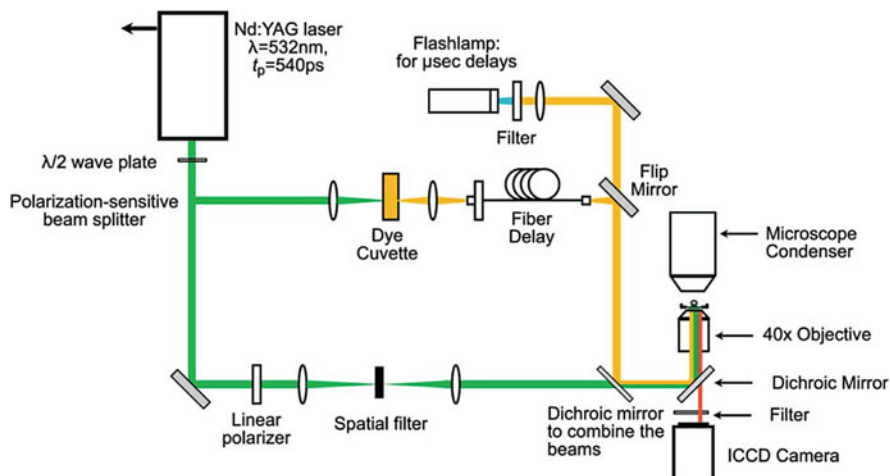 Nd:YAG laser
λ=532nm,
tp=540ps
Flashlamp:
for μsec delays
Filter
λ/2 wave plate
Polarization-sensitive
beam splitter
Dye
Cuvette
Fiber
Delay
Flip
Mirror
Microscope
Condenser
40x Objective
Dichroic Mirror
Filter
ICCD Camera
Linear
polarizer
Spatial filter
Dichroic mirror
to combine the
beams